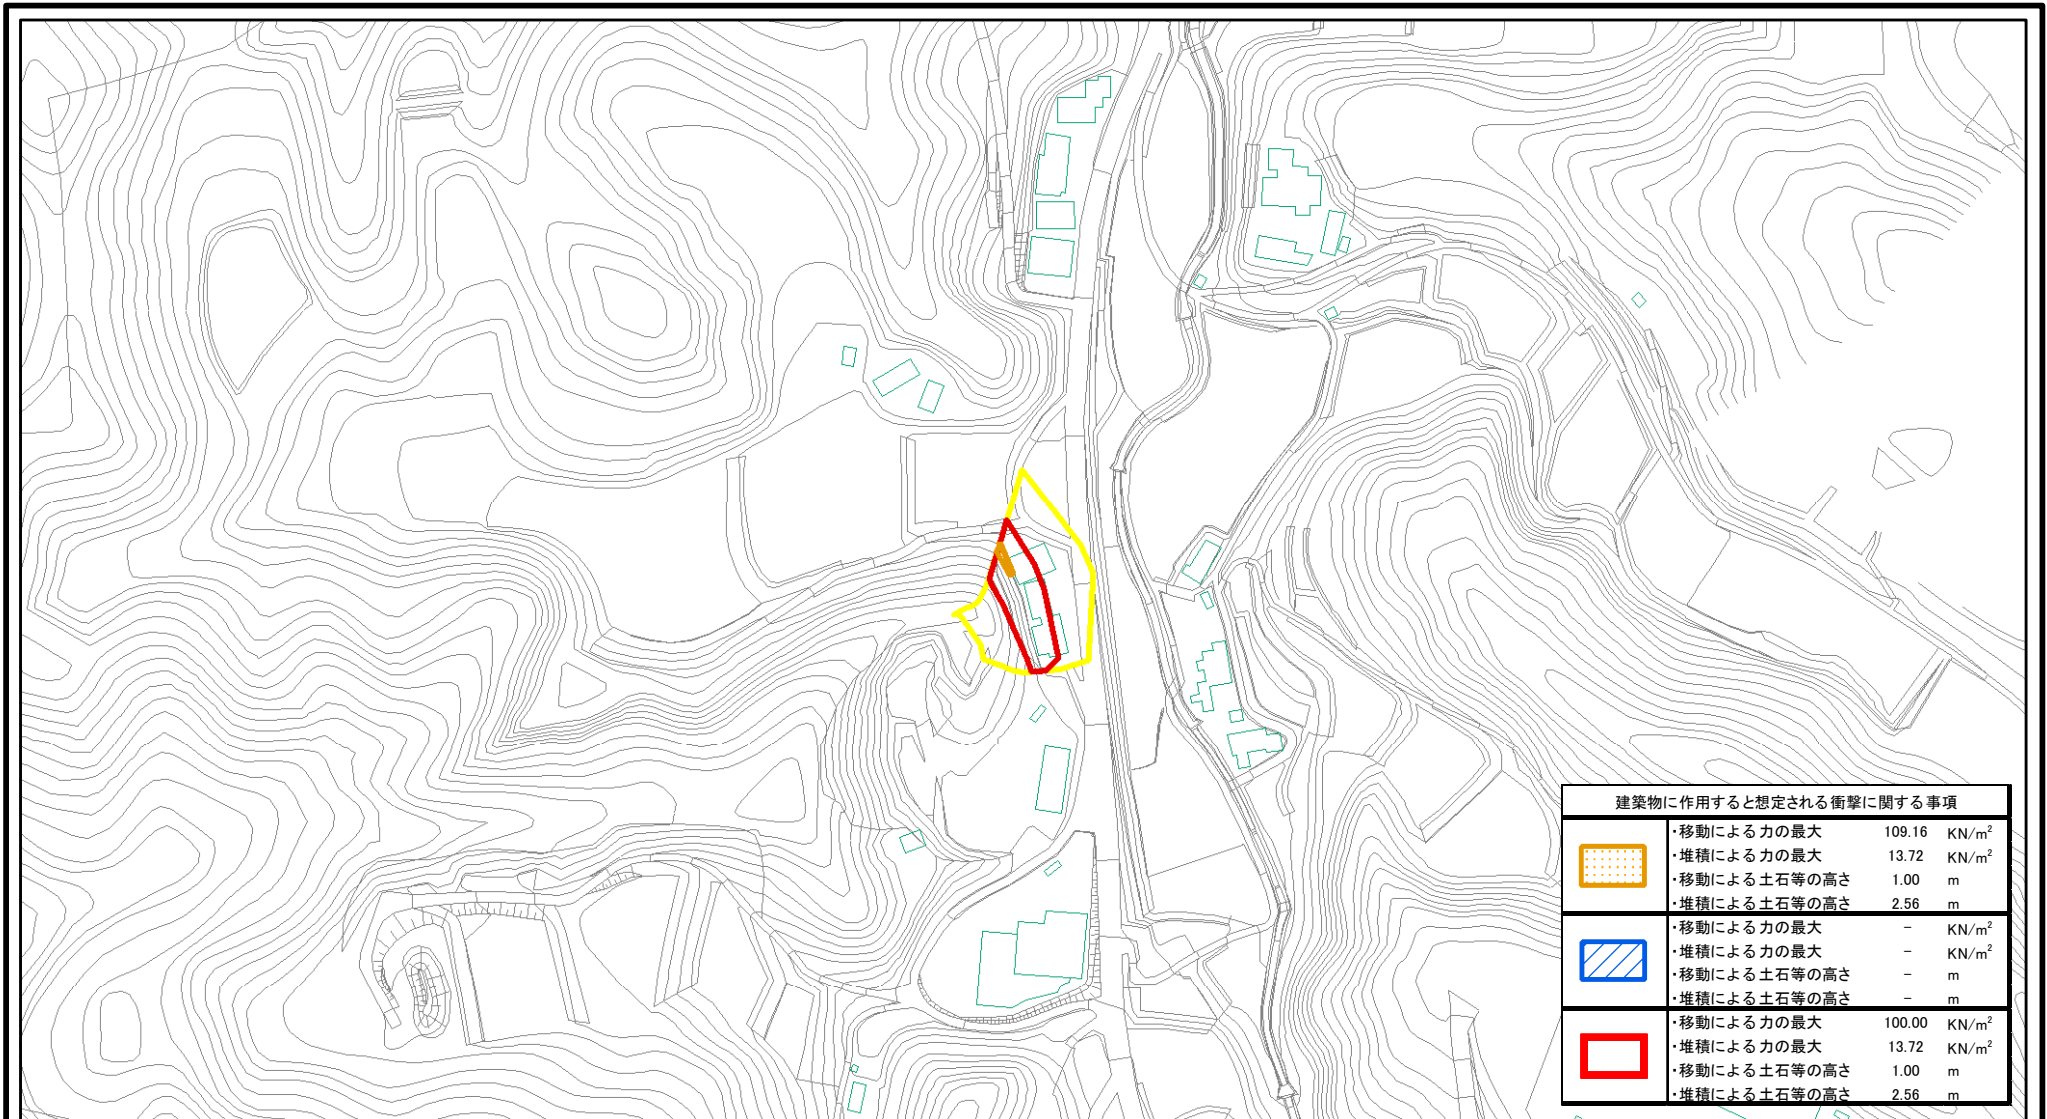 建築物に作用すると想定される衝撃に関する事項
・移動による力の最大 109.16 KN/m²
・堆積による力の最大 13.72 KN/m²
・移動による土石等の高さ 1.00 m
・堆積による土石等の高さ 2.56 m
・移動による力の最大 － KN/m²
・堆積による力の最大 － KN/m²
・移動による土石等の高さ － m
・堆積による土石等の高さ － m
・移動による力の最大 100.00 KN/m²
・堆積による力の最大 13.72 KN/m²
・移動による土石等の高さ 1.00 m
・堆積による土石等の高さ 2.56 m